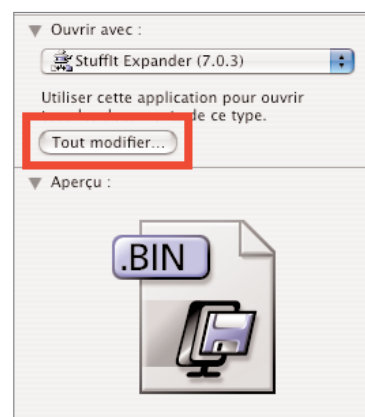 Ouvrir avec :
StuffIt Expander (7.0.3)
Utiliser cette application pour ouvrir
de ce type.
Tout modifier...
Aperçu :
.BIN